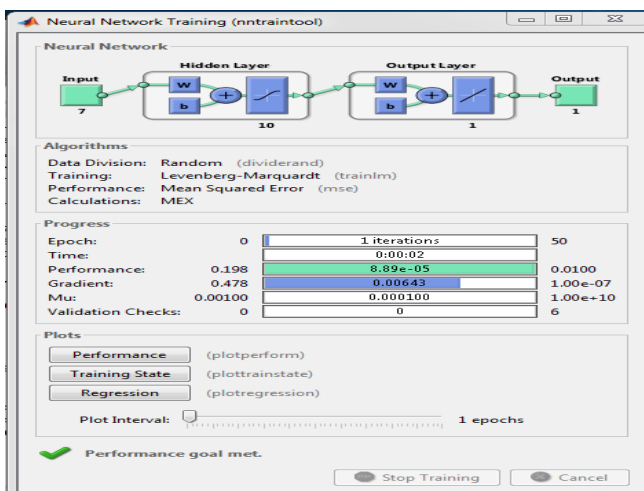 Neural Network Training (nntraintool)
Neural Network
Hidden Layer
Output Layer
Input
W
b
+
W
b
+
Output
7
10
1
1
Algorithms
Data Division: Random (dividerand)
Training: Levenberg-Marquardt (trainlm)
Performance: Mean Squared Error (mse)
Calculations: MEX
Progress
Epoch: 0 1 iterations 50
Time: 0:00:02
Performance: 0.198 8.89e-05 0.0100
Gradient: 0.478 0.00643 1.00e-07
Mu: 0.00100 0.000100 1.00e+10
Validation Checks: 0 0 6
Plots
Performance (plotperform)
Training State (plottrainstate)
Regression (plotregression)
Plot Interval: 1 epochs
Performance goal met.
Stop Training Cancel